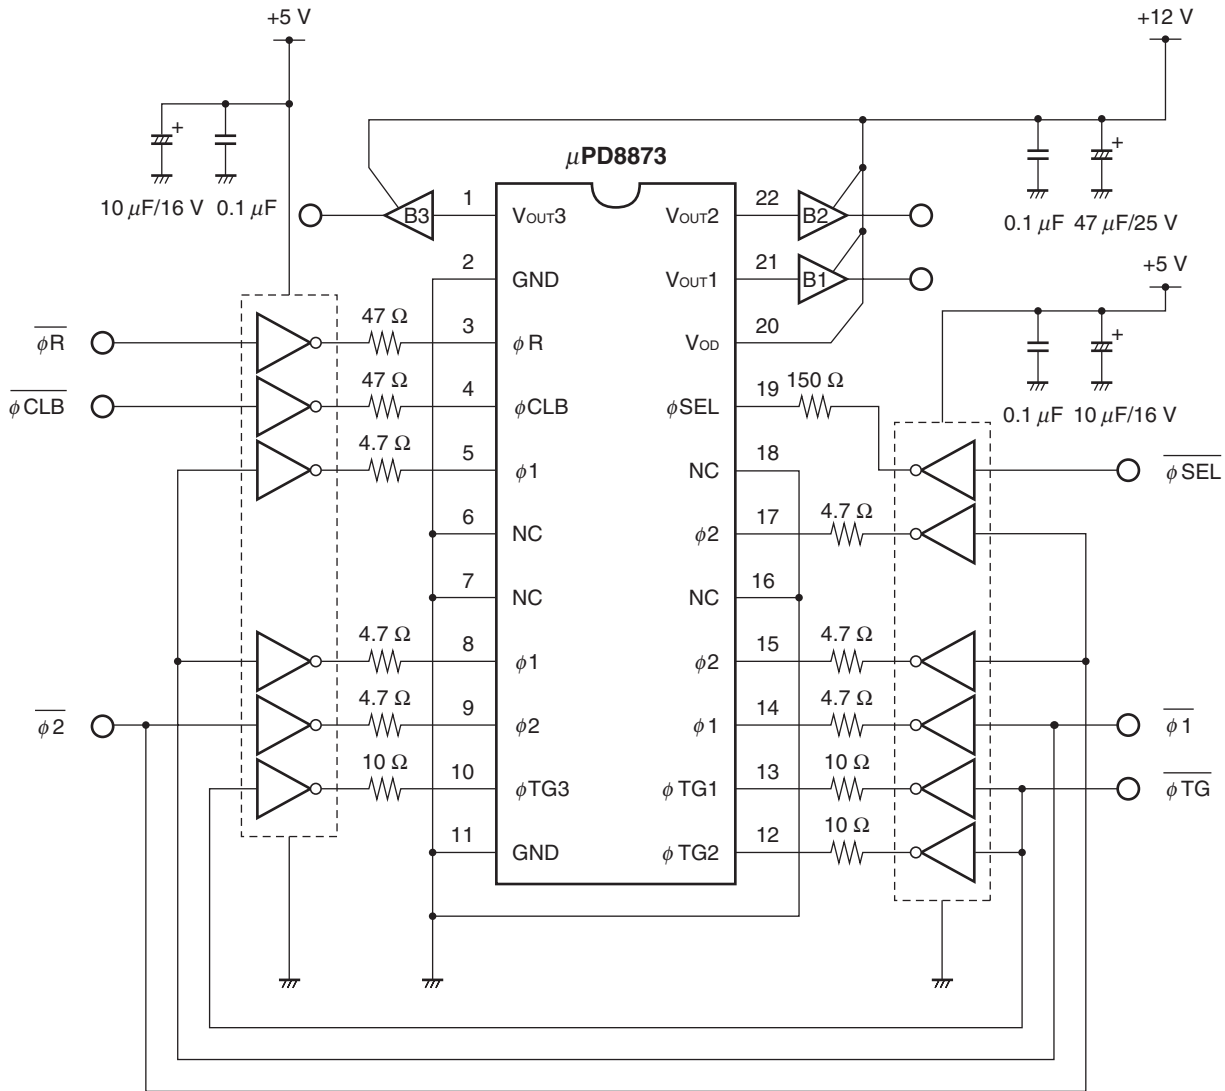 +5 V
+12 V
+
10 μF/16 V
0.1 μF
μPD8873
+
0.1 μF
47 μF/25 V
B3
1
VOUT3
VOUT2
22
B2
2
GND
VOUT1
21
B1
+5 V
φR
47 Ω
3
φR
VOD
20
+
0.1 μF
10 μF/16 V
φCLB
47 Ω
4
φCLB
φSEL
19
150 Ω
4.7 Ω
5
φ1
NC
18
φSEL
6
NC
φ2
17
4.7 Ω
7
NC
NC
16
4.7 Ω
8
φ1
φ2
15
4.7 Ω
φ2
4.7 Ω
9
φ2
φ1
14
4.7 Ω
φ1
10 Ω
10
φTG3
φTG1
13
10 Ω
φTG
11
GND
φTG2
12
10 Ω